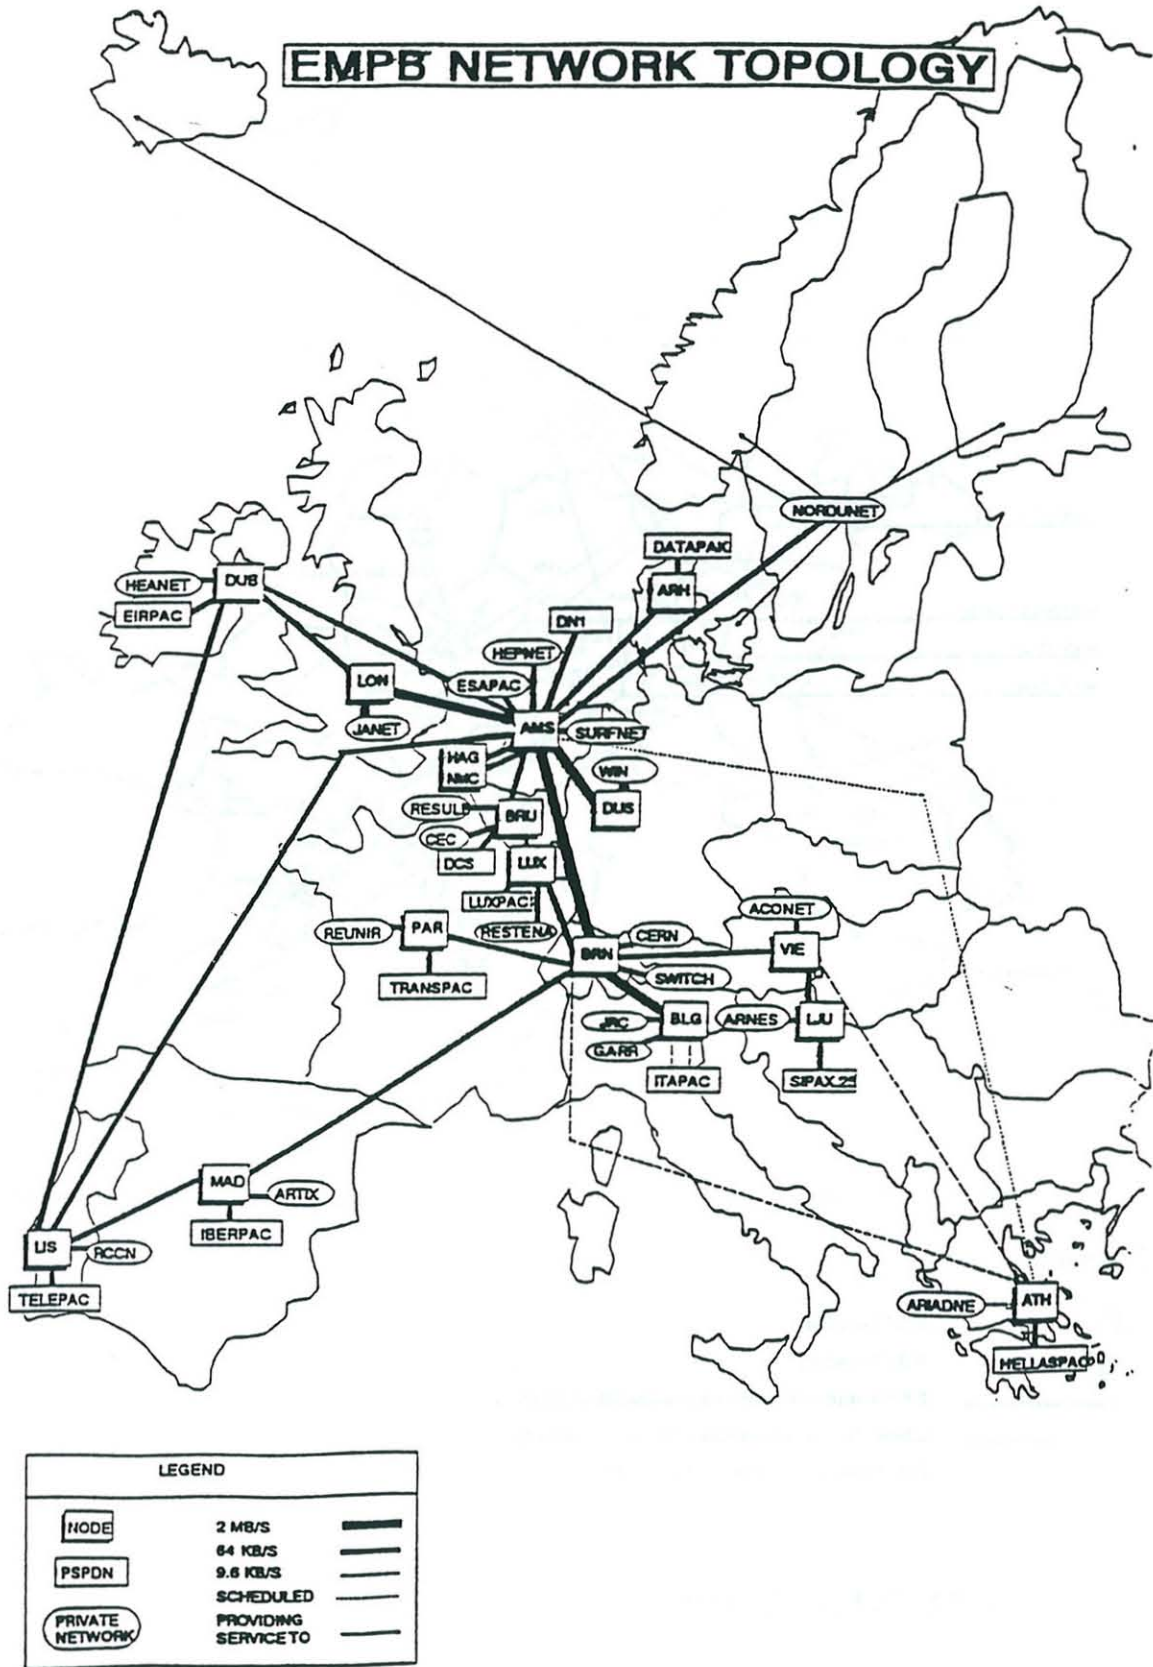 EMPB NETWORK TOPOLOGY
NORDUNET
DATAPAK
ARH
HEANET
DUB
EIRPAC
DN1
HEPNET
LON
ESAPAC
JANET
AMS
SURFNET
HAG
NMC
WIN
RESUL
BRU
DUS
CEC
DCS
LUX
LUXPAC
ACONET
REUNIR
PAR
RESTENA
CERN
BRN
VIE
TRANSPAC
SWITCH
JRC
BLG
ARNES
LJU
GARR
ITAPAC
SIPAX.25
MAD
ARTIX
IBERPAC
LIS
RCCN
TELEPAC
ARIADNE
ATH
HELLASPAC
LEGEND
NODE
2 MB/S
64 KB/S
PSPDN
9.6 KB/S
SCHEDULED
PRIVATE
NETWORK
PROVIDING
SERVICE TO